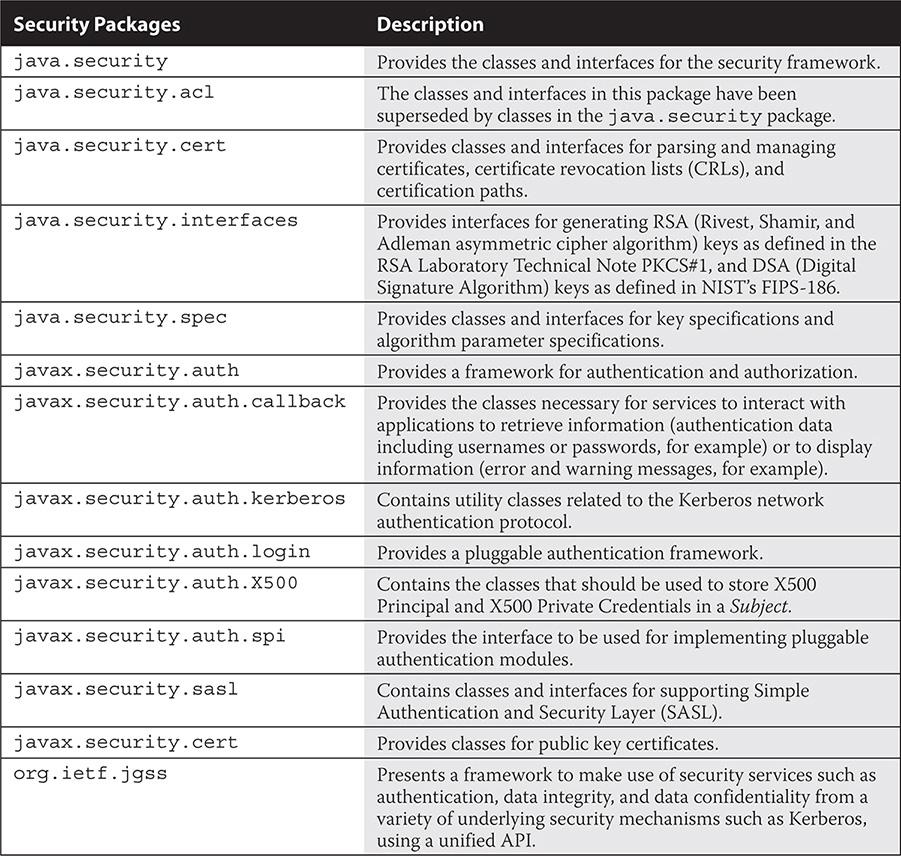 Security Packages Description
java.security Provides the classes and interfaces for the security framework.
java.security.acl The classes and interfaces in this package have been
superseded by classes in the java.security package.
java.security.cert Provides classes and interfaces for parsing and managing
certificates, certificate revocation lists (CRLs), and
certification paths.
java.security.interfaces Provides interfaces for generating RSA (Rivest, Shamir, and
Adleman asymmetric cipher algorithm) keys as defined in the
RSA Laboratory Technical Note PKCS#1, and DSA (Digital
Signature Algorithm) keys as defined in NIST’s FIPS-186.
java.security.spec Provides classes and interfaces for key specifications and
algorithm parameter specifications.
javax.security.auth Provides a framework for authentication and authorization.
javax.security.auth.callback Provides the classes necessary for services to interact with
applications to retrieve information (authentication data
including usernames or passwords, for example) or to display
information (error and warning messages, for example).
javax.security.auth.kerberos Contains utility classes related to the Kerberos network
authentication protocol.
javax.security.auth.login Provides a pluggable authentication framework.
javax.security.auth.X500 Contains the classes that should be used to store X500
Principal and X500 Private Credentials in a Subject.
javax.security.auth.spi Provides the interface to be used for implementing pluggable
authentication modules.
javax.security.sasl Contains classes and interfaces for supporting Simple
Authentication and Security Layer (SASL).
javax.security.cert Provides classes for public key certificates.
org.ietf.jgss Presents a framework to make use of security services such as
authentication, data integrity, and data confidentiality from a
variety of underlying security mechanisms such as Kerberos,
using a unified API.